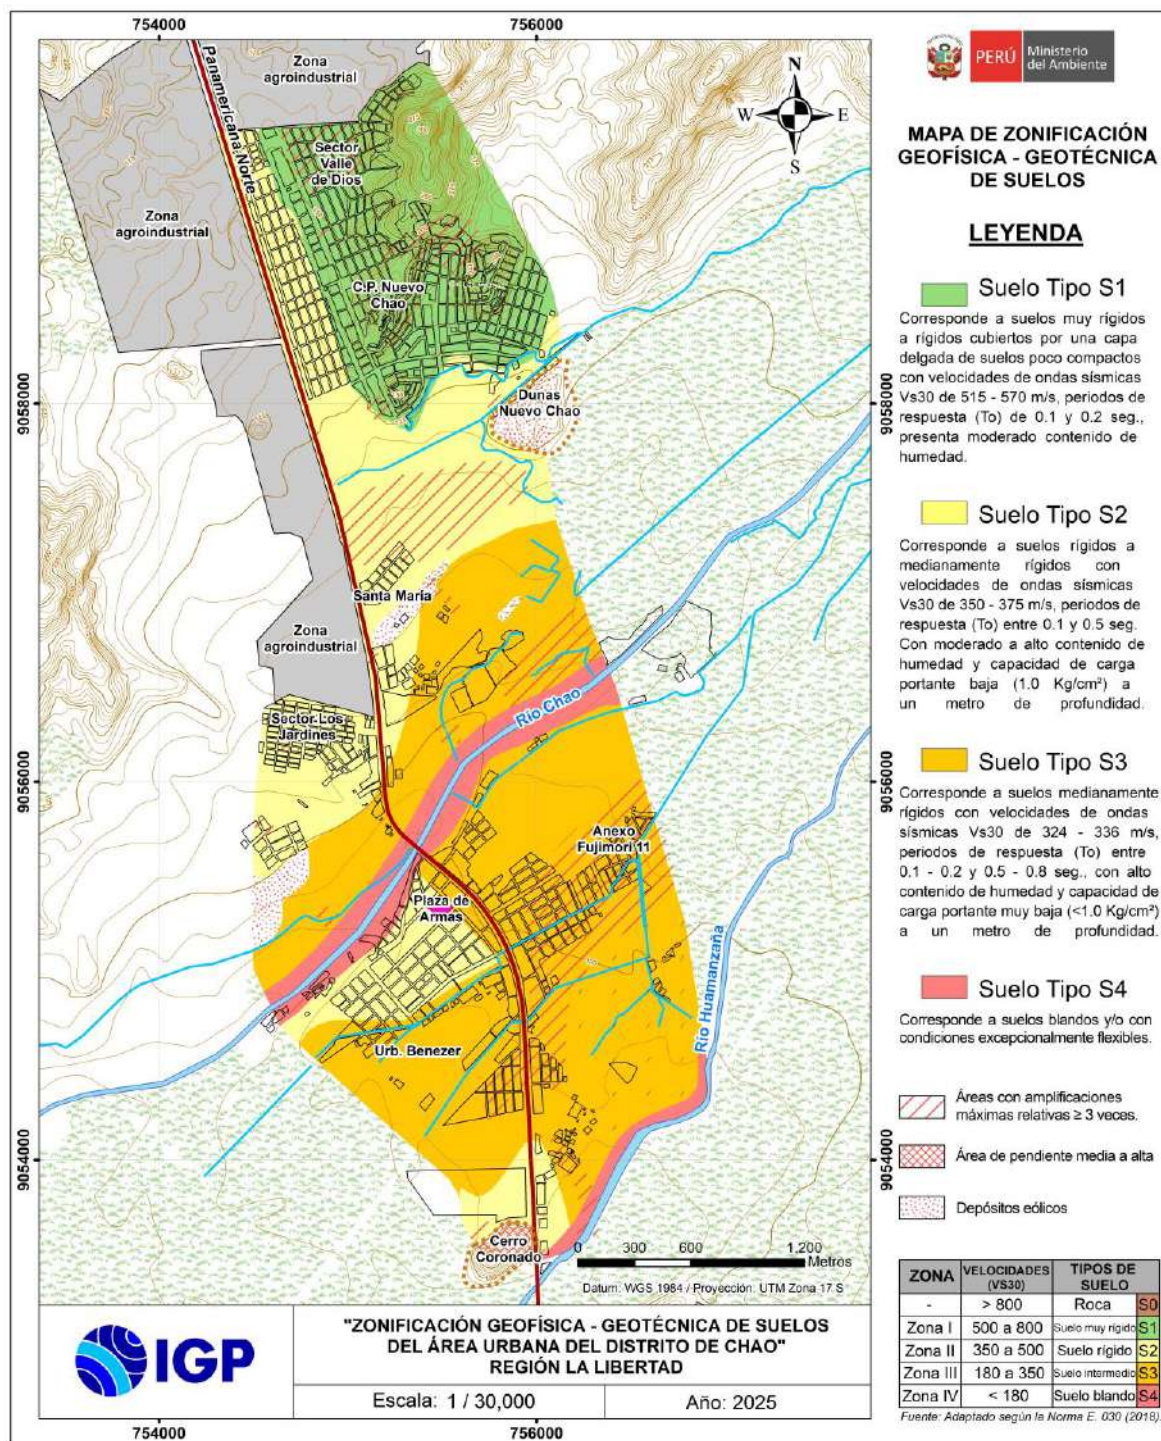 754000
756000
PERÚ
Ministerio
del Ambiente
MAPA DE ZONIFICACIÓN
GEOFÍSICA - GEOTÉCNICA
DE SUELOS
LEYENDA
Suelo Tipo S1
Corresponde a suelos muy rígidos
a rígidos cubiertos por una capa
delgada de suelos poco compactos
con velocidades de ondas sísmicas
Vs30 de 515 - 570 m/s, periodos de
respuesta (To) de 0.1 y 0.2 seg.,
presenta moderado contenido de
humedad.
Suelo Tipo S2
Corresponde a suelos rígidos a
medianamente rígidos con
velocidades de ondas sísmicas
Vs30 de 350 - 375 m/s, periodos de
respuesta (To) entre 0.1 y 0.5 seg.
Con moderado a alto contenido de
humedad y capacidad de carga
portante baja (1.0 Kg/cm²) a
un metro de profundidad.
Suelo Tipo S3
Corresponde a suelos medianamente
rígidos con velocidades de ondas
sísmicas Vs30 de 324 - 336 m/s,
periodos de respuesta (To) entre
0.1 - 0.2 y 0.5 - 0.8 seg., con alto
contenido de humedad y capacidad de
carga portante muy baja (<1.0 Kg/cm²)
a un metro de profundidad.
Suelo Tipo S4
Corresponde a suelos blandos y/o con
condiciones excepcionalmente flexibles.
Áreas con amplificaciones
máximas relativas ≥ 3 veces.
Área de pendiente media a alta
Depósitos eólicos
ZONA VELOCIDADES (VS30) TIPOS DE SUELO
- > 800 Roca S0
Zona I 500 a 800 Suelo muy rígido S1
Zona II 350 a 500 Suelo rígido S2
Zona III 180 a 350 Suelo intermedio S3
Zona IV < 180 Suelo blando S4
Fuente: Adaptado según la Norma E. 030 (2018).
N
W E
S
Panamericana Norte
Zona
agroindustrial
Sector
Valle
de Dios
Zona
agroindustrial
C.P. Nuevo
Chao
Dunas
Nuevo Chao
9058000
9058000
Santa María
Zona
agroindustrial
Río Chao
Sector Los
Jardines
9056000
9056000
Anexo
Fujimori 11
Plaza de
Armas
Río Huamanzaña
Urb. Benezer
9054000
9054000
Cerro
Coronado
0 300 600 1.200
Metros
Datum: WGS 1984 / Proyección: UTM Zona 17 S
IGP
"ZONIFICACIÓN GEOFÍSICA - GEOTÉCNICA DE SUELOS
DEL ÁREA URBANA DEL DISTRITO DE CHAO"
REGIÓN LA LIBERTAD
Escala: 1 / 30,000
Año: 2025
754000
756000